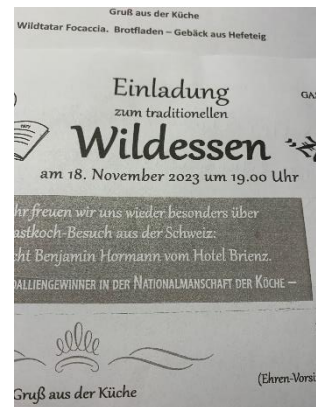 Gruß aus der Küche
Wildtatar Focaccia. Brotfladen – Gebäck aus Hefeteig
Einladung
zum traditionellen
Wildessen
am 18. November 2023 um 19.00 Uhr
hr freuen wir uns wieder besonders über
astkoch-Besuch aus der Schweiz:
cht Benjamin Hormann vom Hotel Brienz.
DALLIENGEWINNER IN DER NATIONALMANSCHAFT DER KÖCHE –
(Ehren-Vorsi
Gruß aus der Küche